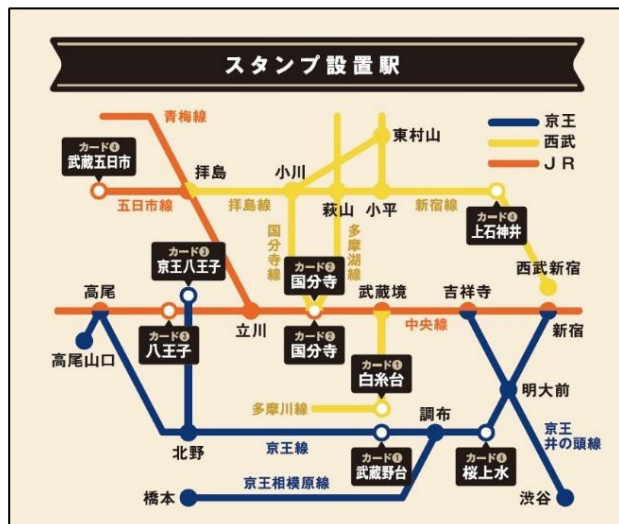 スタンプ設置駅
青梅線
京王
西武
JR
東村山
カード④
武蔵五日市
拝島
小川
五日市線
拝島線
萩山
小平
新宿線
カード④
上石神井
国分寺線
多摩湖線
カード③
京王八王子
カード②
国分寺
西武新宿
高尾
武蔵境
吉祥寺
中央線
新宿
立川
カード③
八王子
カード②
国分寺
高尾山口
カード①
白糸台
明大前
多摩川線
調布
北野
京王線
カード①
武蔵野台
カード④
桜上水
京王
井の頭線
橋本
京王相模原線
渋谷